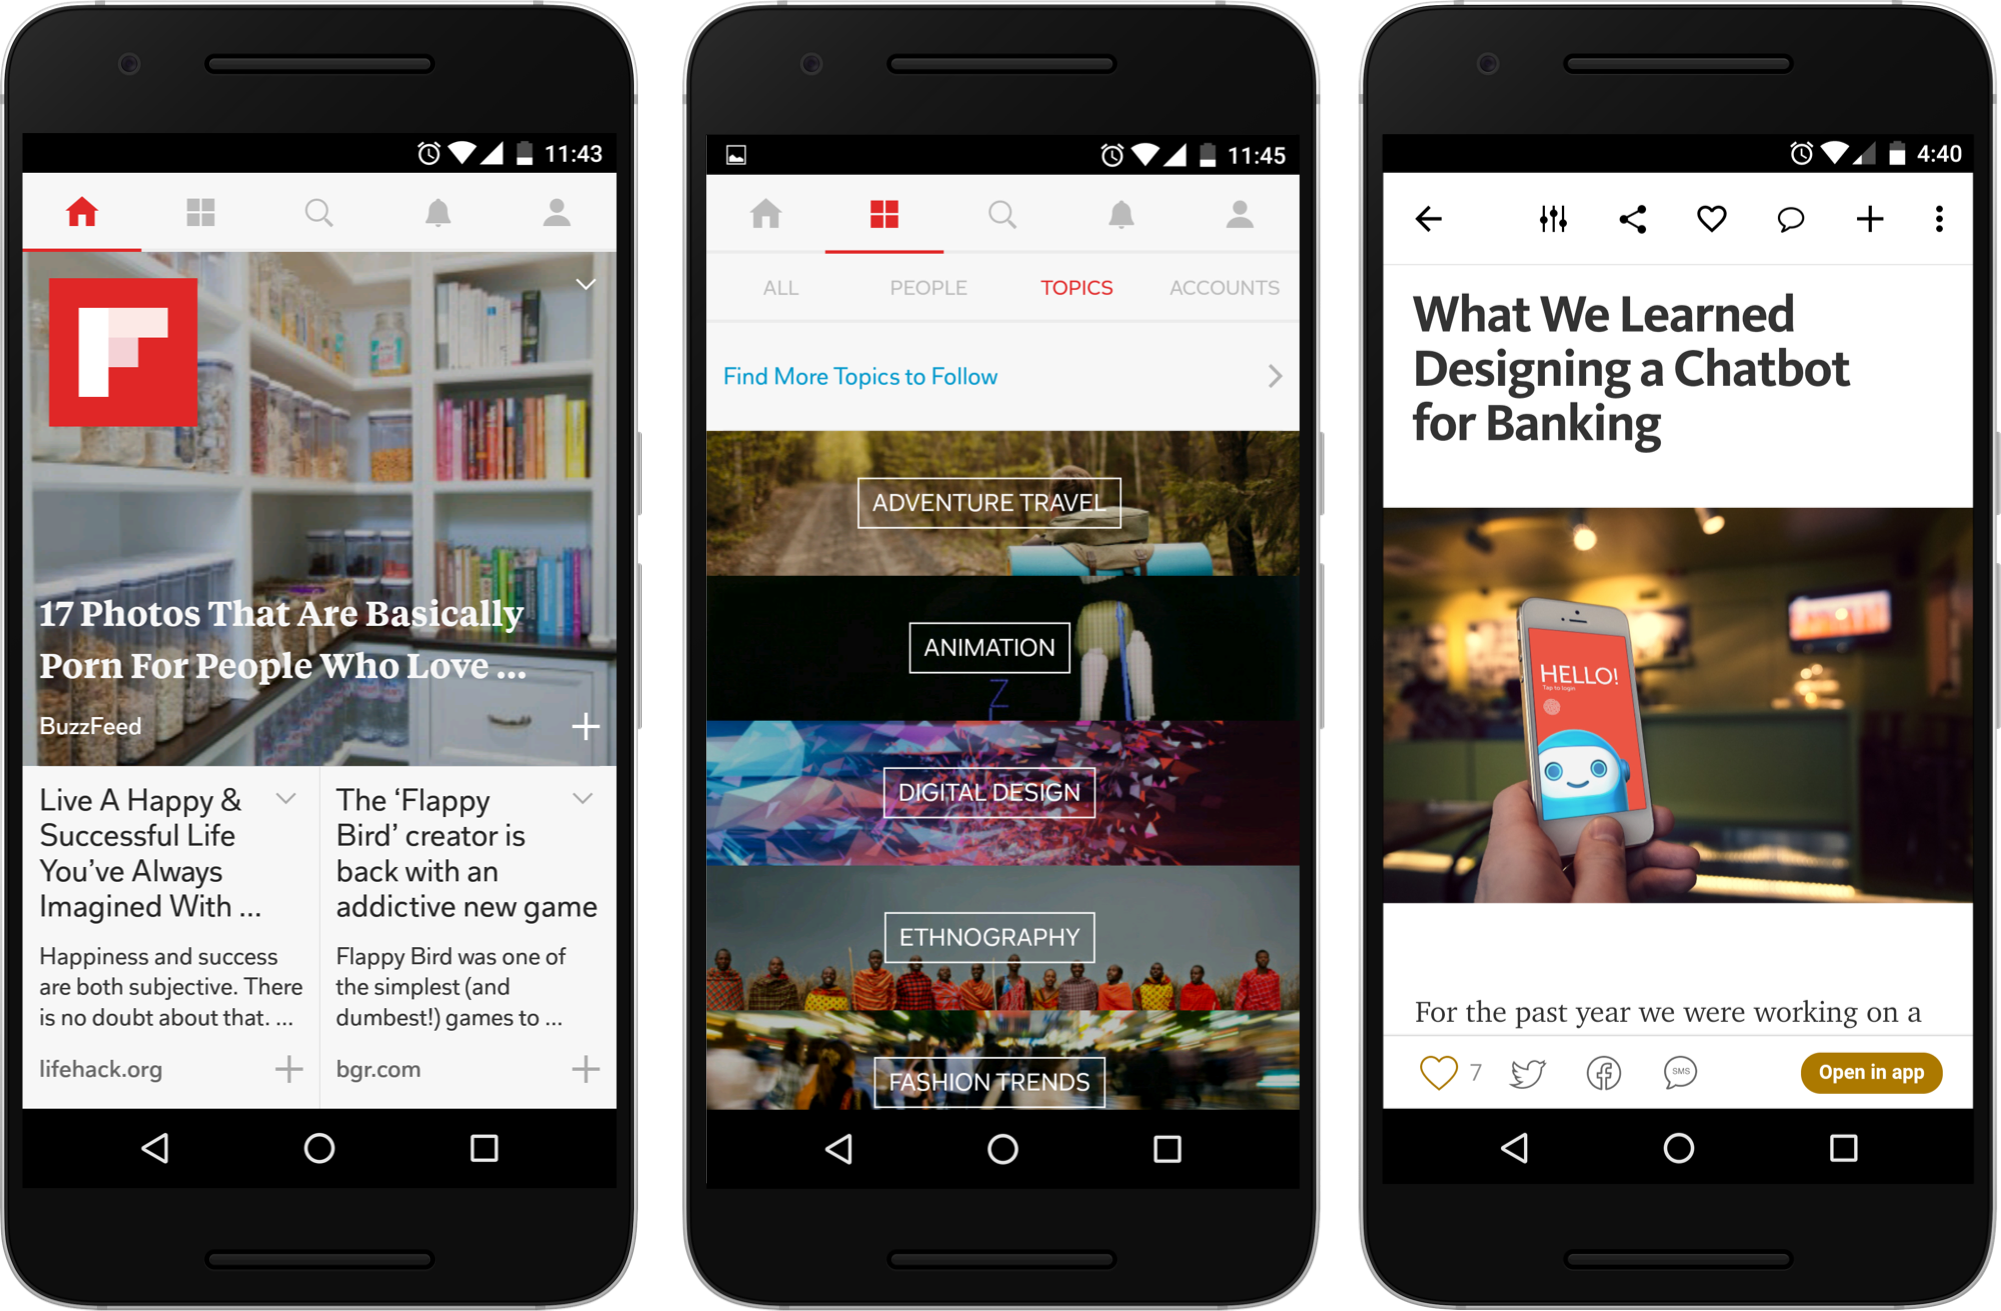 11:43
17 Photos That Are Basically
Porn For People Who Love ...
BuzzFeed
Live A Happy &
Successful Life
You've Always
Imagined With ...
Happiness and success
are both subjective. There
is no doubt about that. ...
lifehack.org
The 'Flappy
Bird' creator is
back with an
addictive new game
Flappy Bird was one of
the simplest (and
dumbest!) games to ...
bgr.com
11:45
ALL PEOPLE TOPICS ACCOUNTS
Find More Topics to Follow
ADVENTURE TRAVEL
ANIMATION
Z
DIGITAL DESIGN
ETHNOGRAPHY
FASHION TRENDS
4:40
What We Learned
Designing a Chatbot
for Banking
HELLO!
Tap to login
For the past year we were working on a
7
SMS
Open in app